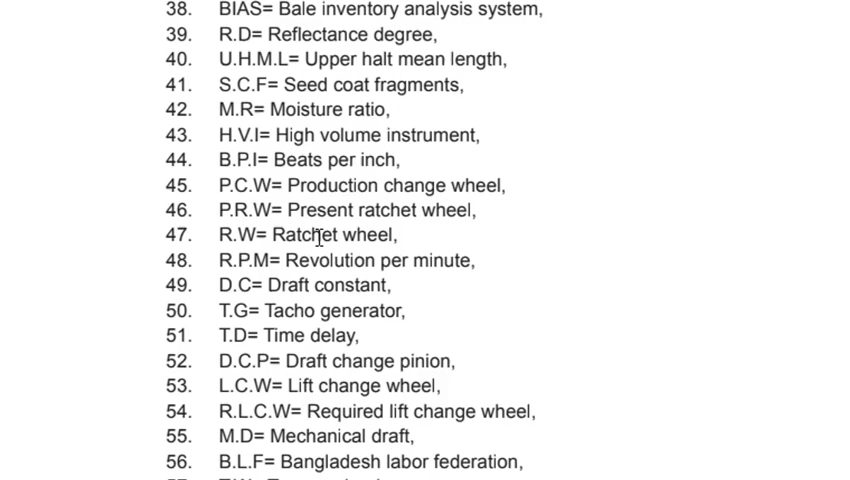 38. BIAS= Bale inventory analysis system,
39. R.D= Reflectance degree,
40. U.H.M.L= Upper halt mean length,
41. S.C.F= Seed coat fragments,
42. M.R= Moisture ratio,
43. H.V.I= High volume instrument,
44. B.P.I= Beats per inch,
45. P.C.W= Production change wheel,
46. P.R.W= Present ratchet wheel,
47. R.W= Ratchet wheel,
48. R.P.M= Revolution per minute,
49. D.C= Draft constant,
50. T.G= Tacho generator,
51. T.D= Time delay,
52. D.C.P= Draft change pinion,
53. L.C.W= Lift change wheel,
54. R.L.C.W= Required lift change wheel,
55. M.D= Mechanical draft,
56. B.L.F= Bangladesh labor federation,